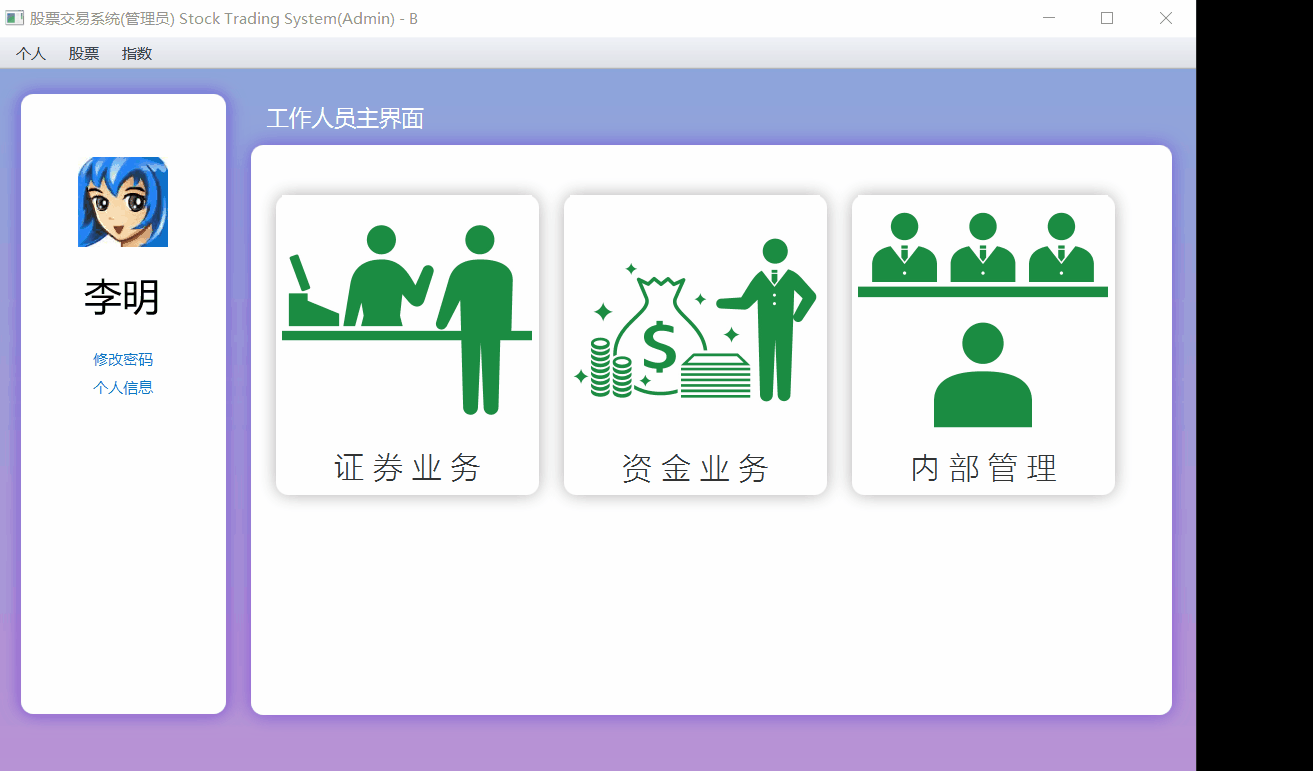 股票交易系统(管理员) Stock Trading System(Admin) - B
个人 股票 指数
李明
修改密码
个人信息
工作人员主界面
$
证券业务
资金业务
内部管理